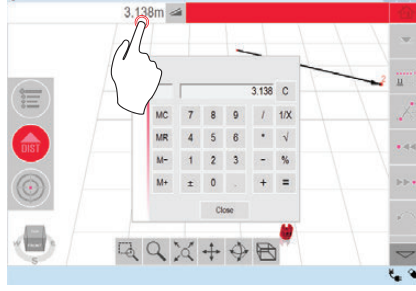 3.138m
3.138 C
MC 7 8 9 / 1/X
MR 4 5 6 * √
M- 1 2 3 - %
M+ ± 0 . + =
Close
DIST
2
FRONT
S